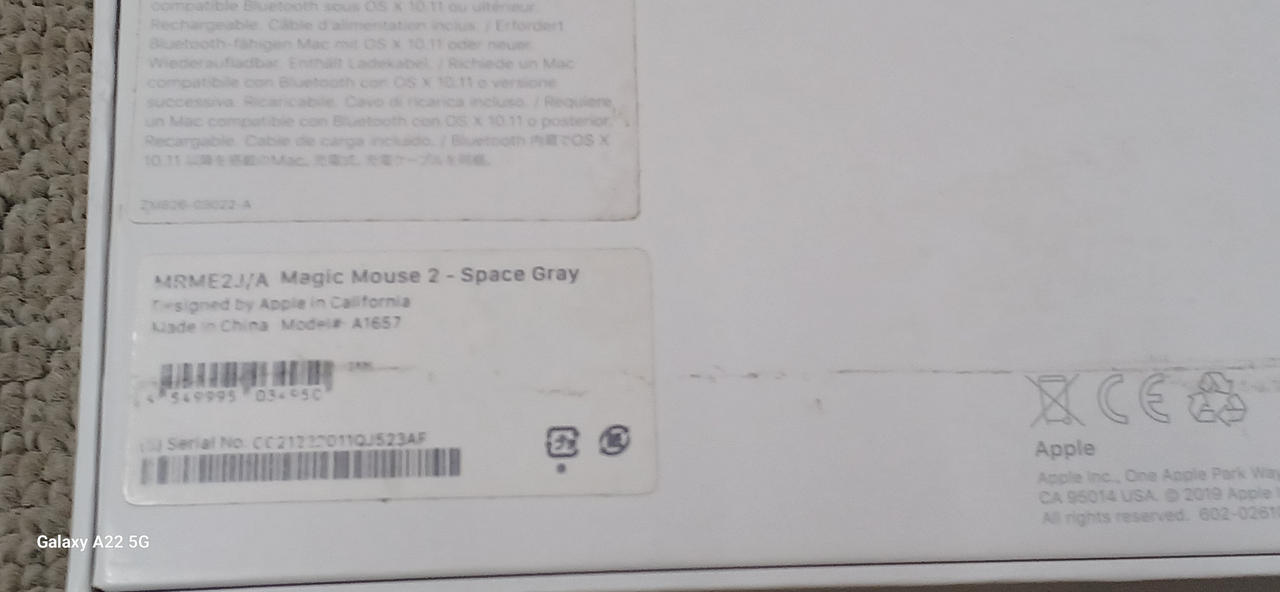 compatible Bluetooth sous OS X 10.11 ou ultérieur.
Rechargeable. Câble d'alimentation inclus. / Erfordert
Bluetooth-fähigen Mac mit OS X 10.11 oder neuer.
Wiederaufladbar. Enthält Ladekabel. / Richiede un Mac
compatibile con Bluetooth con OS X 10.11 o versione
successiva. Ricaricabile. Cavo di ricarica incluso. / Requiere
un Mac compatible con Bluetooth con OS X 10.11 o posterior.
Recargable. Cable de carga incluido. / Bluetooth 内蔵でOS X
10.11 以降を搭載のMac. 充電式. 充電ケーブルを同梱.
MRME2J/A Magic Mouse 2 - Space Gray
Designed by Apple in California
Made in China Model# A1657
549995
Serial No.
Apple
Apple Inc., One Apple Park Way
CA 95014 USA. © 2019 Apple
All rights reserved. 602-0261
Galaxy A22 5G